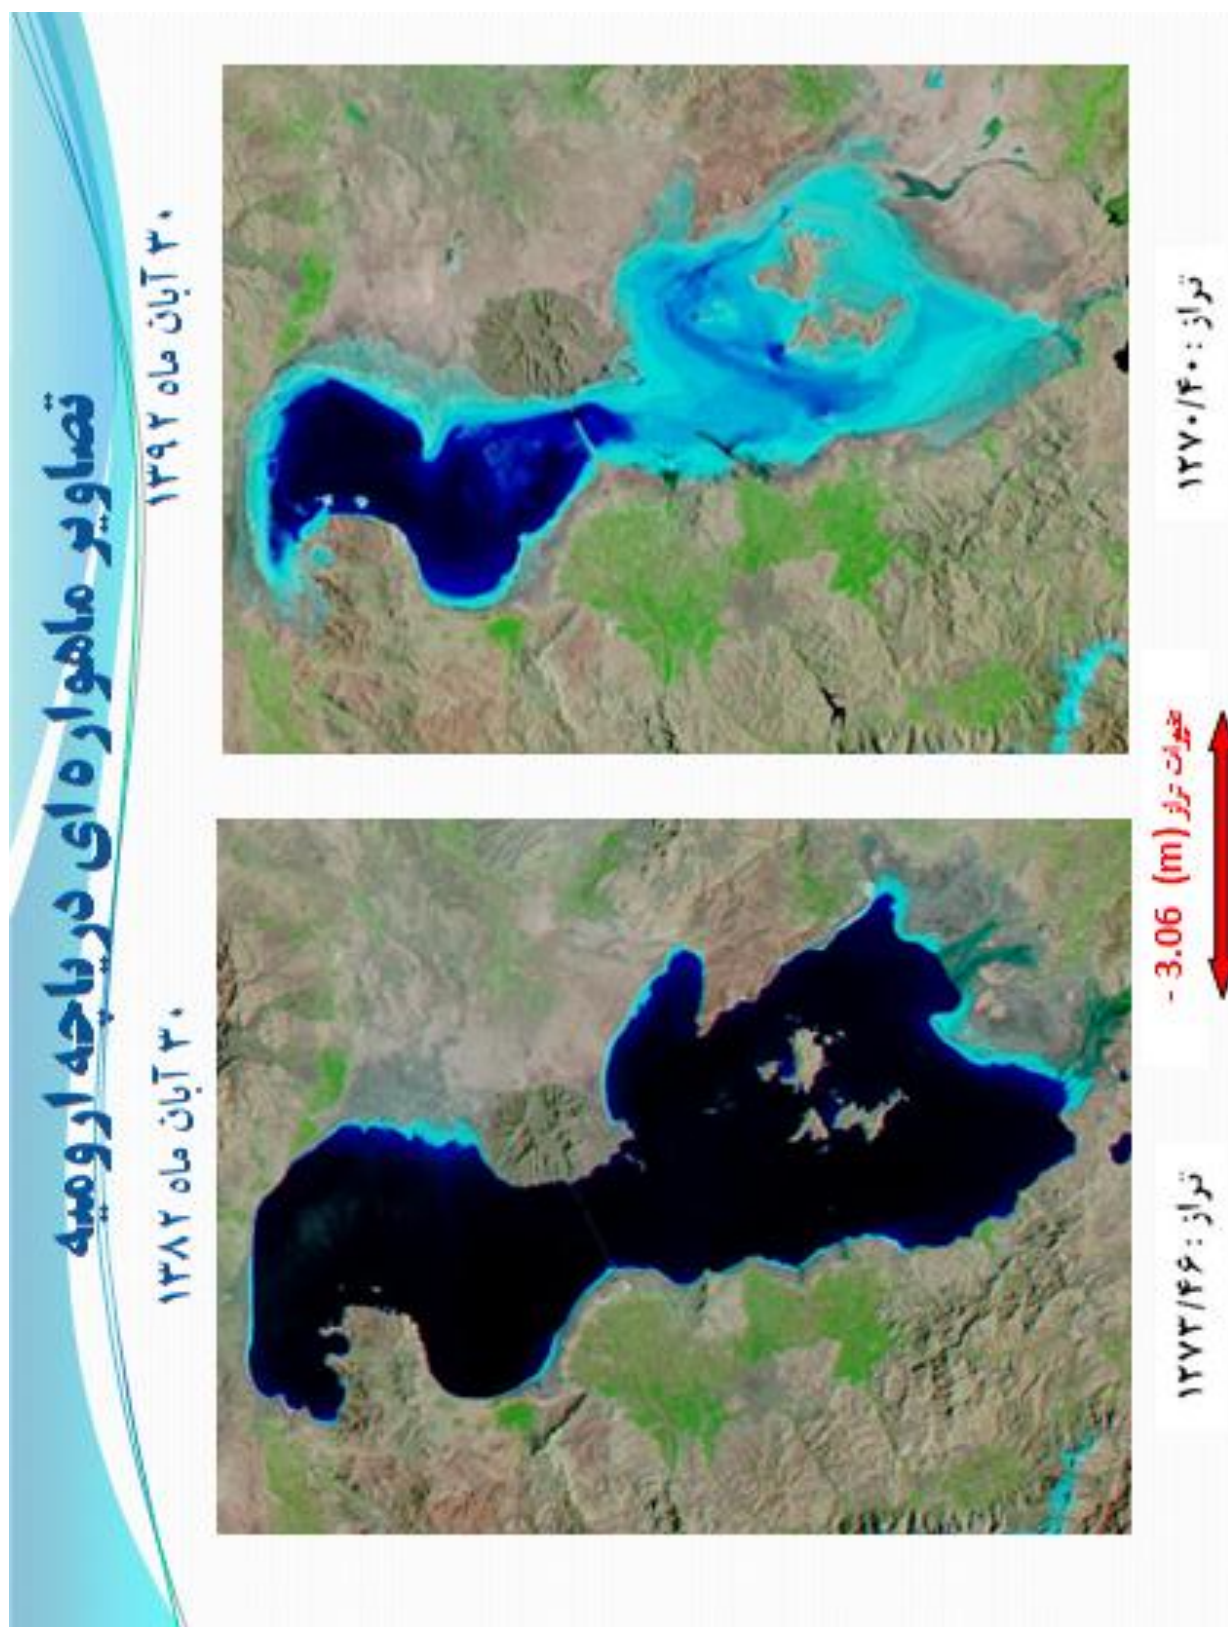 تصاویر ماهواره ای دریاچه ارومیه
۳۰ آبان ماه ۱۳۹۲
۳۰ آبان ماه ۱۳۸۲
تراز : ۱۲۷۰/۴۰
تغییرات تراز (m) 3.06 -
تراز : ۱۲۷۳/۴۶